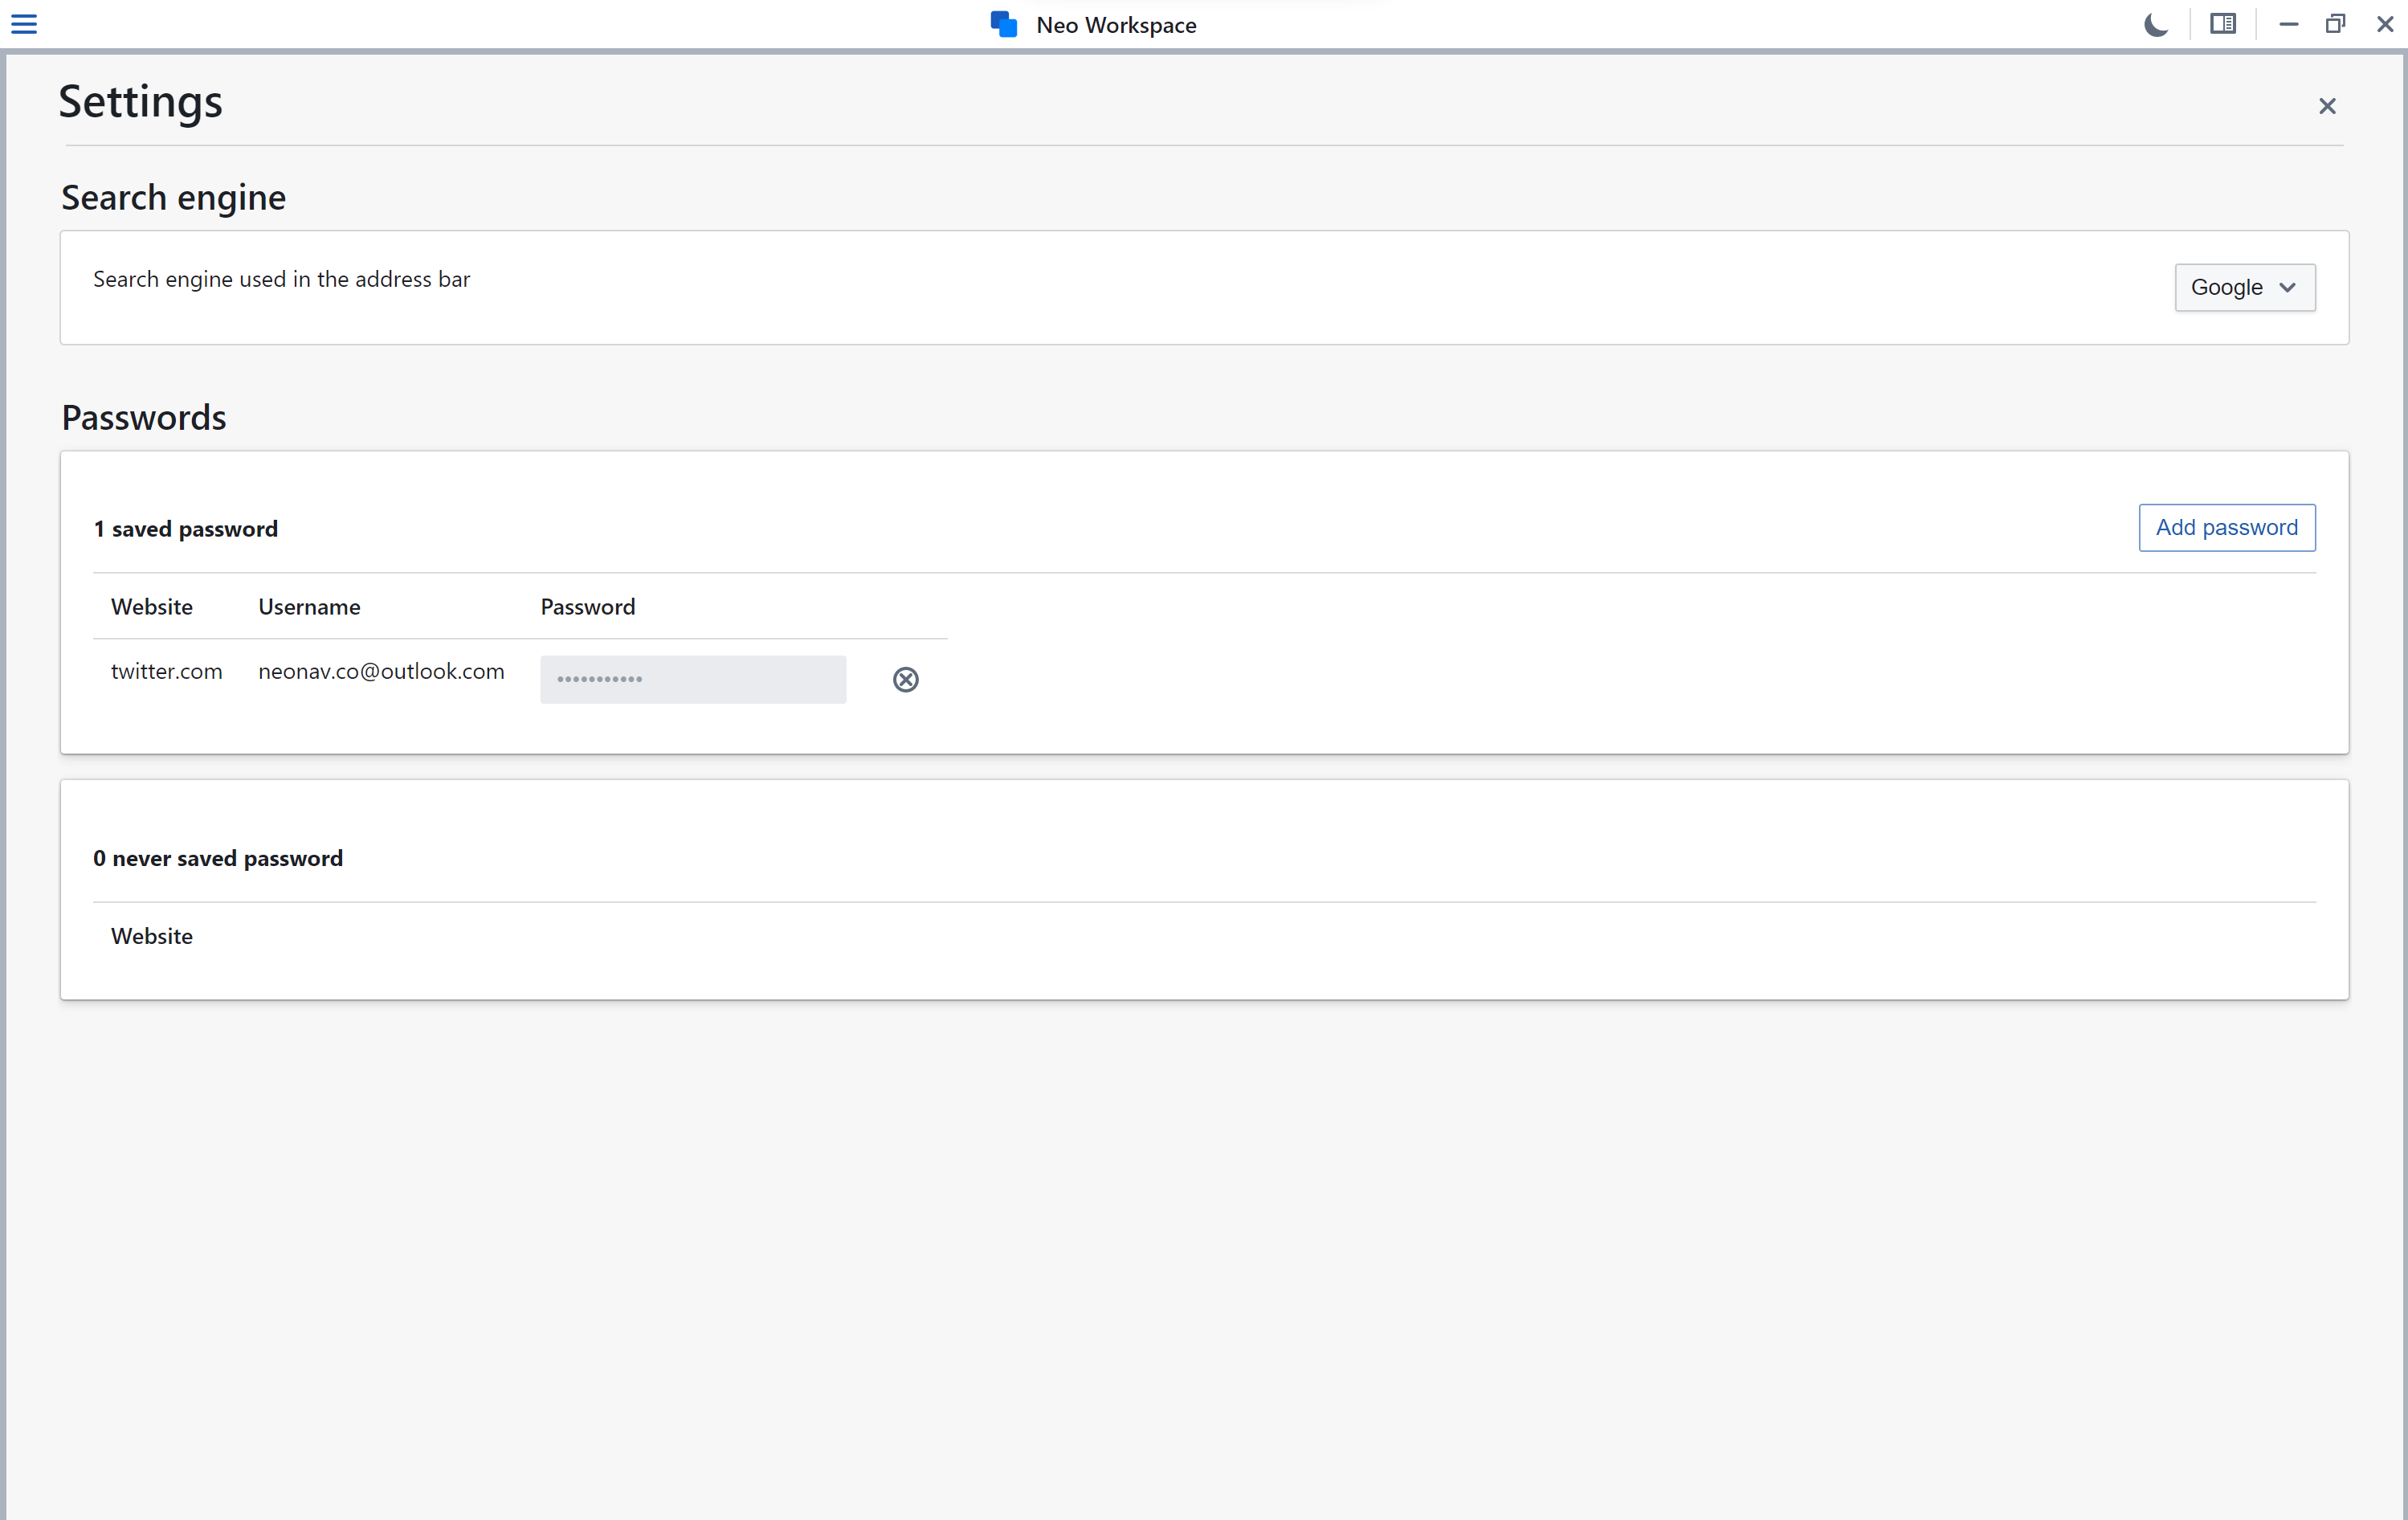 Neo Workspace
Settings
Search engine
Search engine used in the address bar
Google
Passwords
1 saved password
Add password
Website Username Password
twitter.com neonav.co@outlook.com •••••••••••
0 never saved password
Website